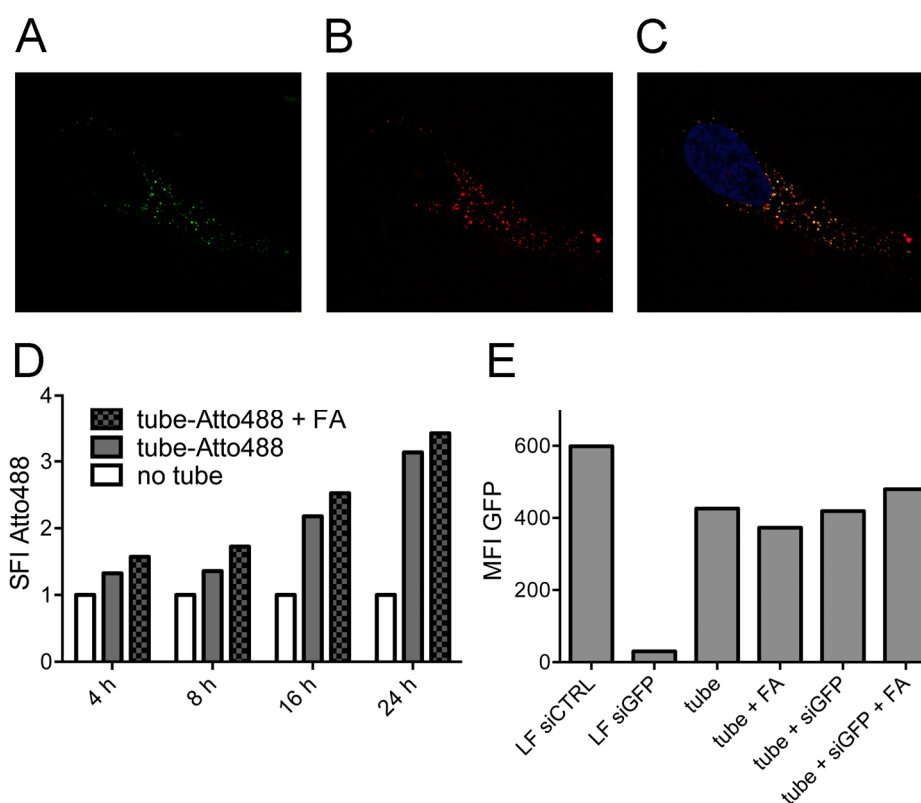 A
B
C
D
SFI Atto488
4
3
2
1
0
tube-Atto488 + FA
tube-Atto488
no tube
4 h
8 h
16 h
24 h
E
MFI GFP
600
400
200
0
LF siCTRL
LF siGFP
tube
tube + FA
tube + siGFP
tube + siGFP + FA